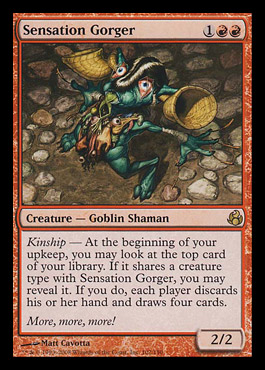 Sensation Gorger 1
Creature — Goblin Shaman
Kinship — At the beginning of your
upkeep, you may look at the top card
of your library. If it shares a creature
type with Sensation Gorger, you may
reveal it. If you do, each player discards
his or her hand and draws four cards.
More, more, more!
2/2
Matt Cavotta